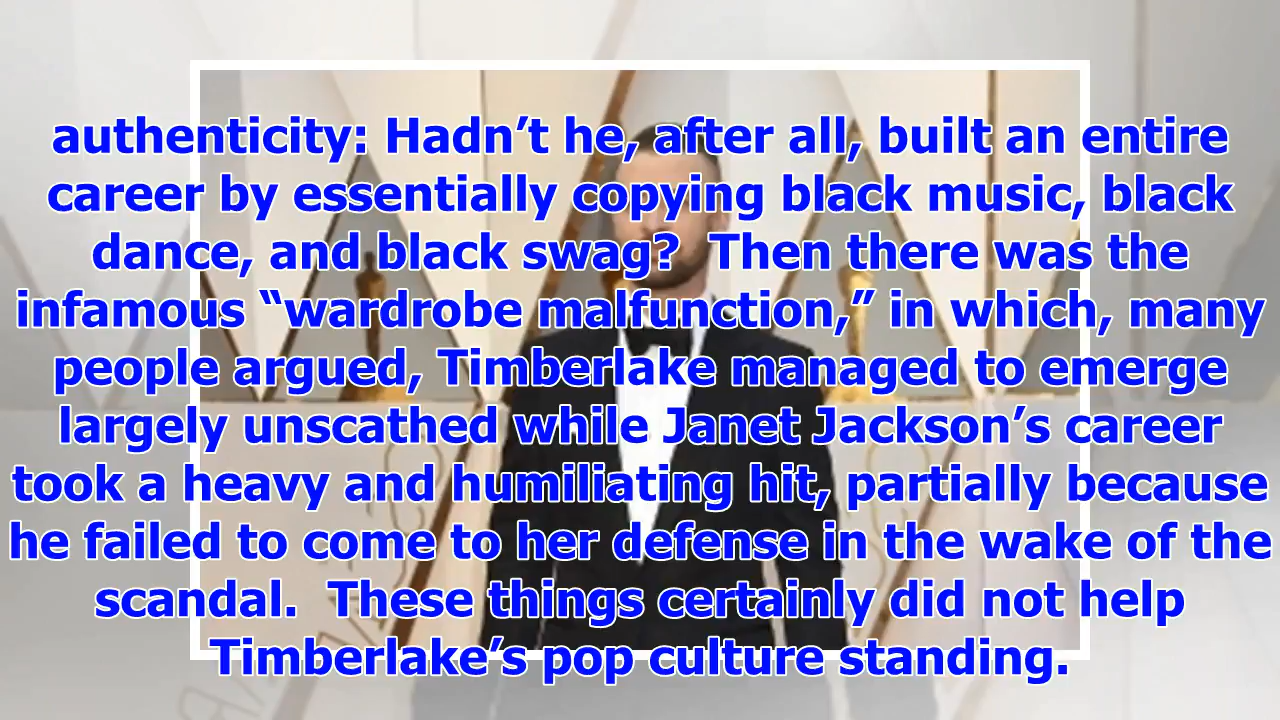 authenticity: Hadn’t he, after all, built an entire
career by essentially copying black music, black
dance, and black swag?  Then there was the
infamous “wardrobe malfunction,” in which, many
people argued, Timberlake managed to emerge
largely unscathed while Janet Jackson’s career
took a heavy and humiliating hit, partially because
he failed to come to her defense in the wake of the
scandal.  These things certainly did not help
Timberlake’s pop culture standing.